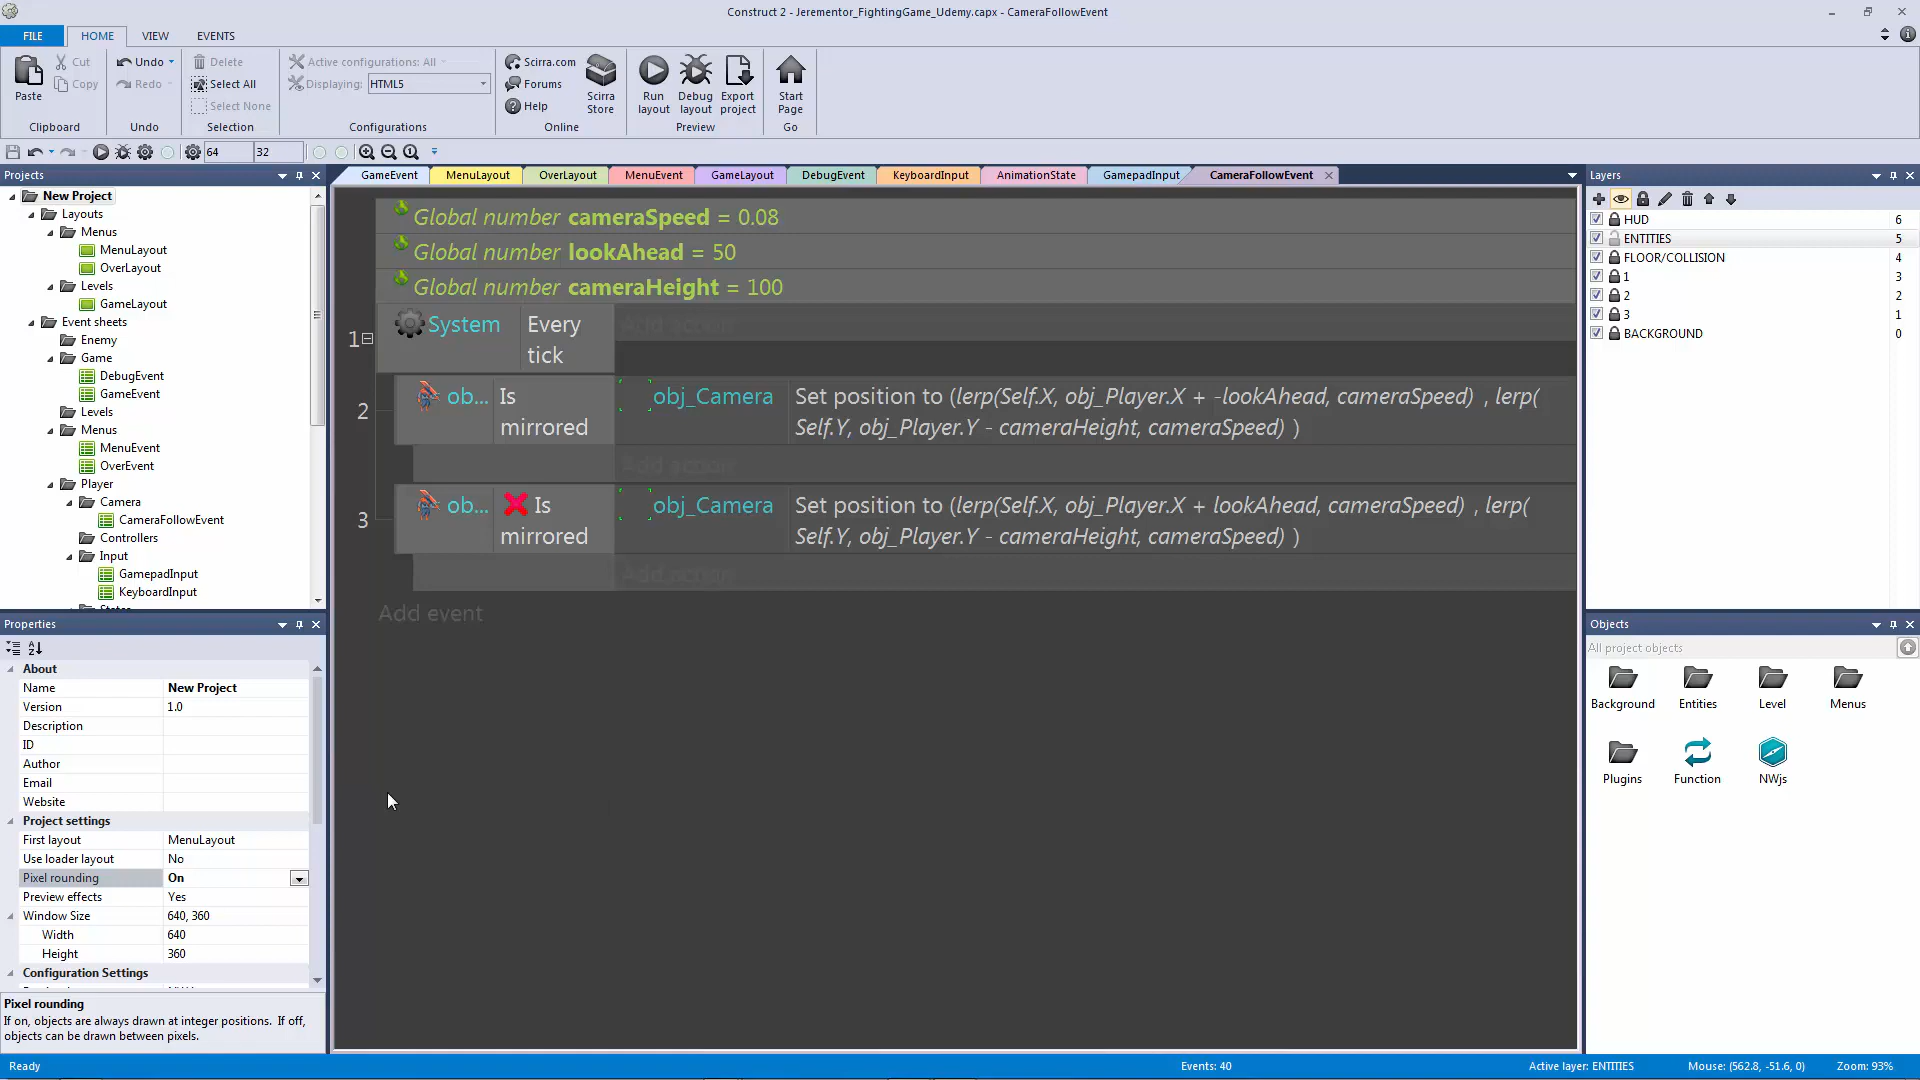 Construct 2 - Jerementor_FightingGame_Udemy.capx - CameraFollowEvent
FILE HOME VIEW EVENTS
Paste
Cut
Copy
Clipboard
Undo
Redo
Undo
Delete
Select All
Select None
Selection
Active configurations: All
Displaying: HTML5
Configurations
Scirra.com
Forums
Help
Scirra Store
Online
Run layout
Debug layout
Export project
Preview
Start Page
Go
64 32
Projects
New Project
Layouts
Menus
MenuLayout
OverLayout
Levels
GameLayout
Event sheets
Enemy
Game
DebugEvent
GameEvent
Levels
Menus
MenuEvent
OverEvent
Player
Camera
CameraFollowEvent
Controllers
Input
GamepadInput
KeyboardInput
States
Properties
About
Name New Project
Version 1.0
Description
ID
Author
Email
Website
Project settings
First layout MenuLayout
Use loader layout No
Pixel rounding On
Preview effects Yes
Window Size 640, 360
Width 640
Height 360
Configuration Settings
Pixel rounding
If on, objects are always drawn at integer positions. If off,
objects can be drawn between pixels.
GameEvent MenuLayout OverLayout MenuEvent GameLayout DebugEvent KeyboardInput AnimationState GamepadInput CameraFollowEvent
Global number cameraSpeed = 0.08
Global number lookAhead = 50
Global number cameraHeight = 100
1 System Every tick Add action
2 ob... Is mirrored obj_Camera Set position to (lerp(Self.X, obj_Player.X + -lookAhead, cameraSpeed) , lerp(
Self.Y, obj_Player.Y - cameraHeight, cameraSpeed) )
Add action
3 ob... Is mirrored obj_Camera Set position to (lerp(Self.X, obj_Player.X + lookAhead, cameraSpeed) , lerp(
Self.Y, obj_Player.Y - cameraHeight, cameraSpeed) )
Add action
Add event
Layers
HUD 6
ENTITIES 5
FLOOR/COLLISION 4
1 3
2 2
3 1
BACKGROUND 0
Objects
All project objects
Background Entities Level Menus
Plugins Function NWjs
Ready
Events: 40
Active layer: ENTITIES
Mouse: (562.8, -51.6, 0)
Zoom: 93%